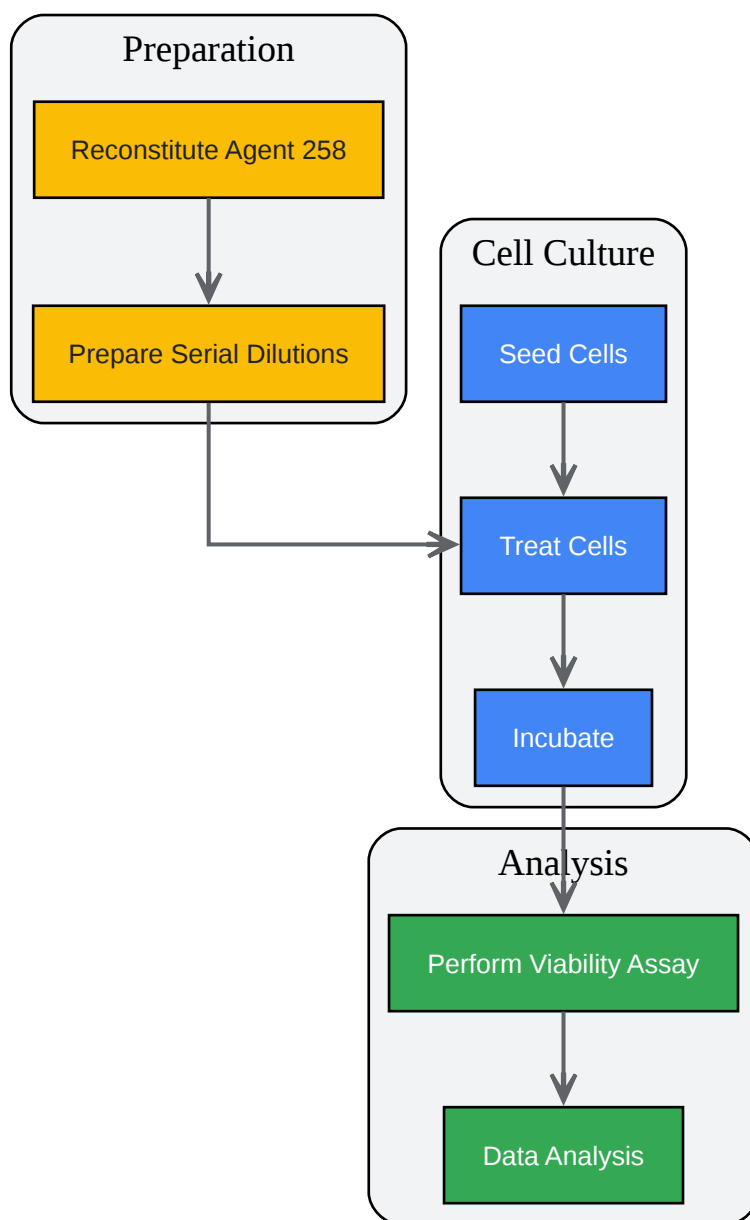 Preparation
Reconstitute Agent 258
Prepare Serial Dilutions
Cell Culture
Seed Cells
Treat Cells
Incubate
Analysis
Perform Viability Assay
Data Analysis